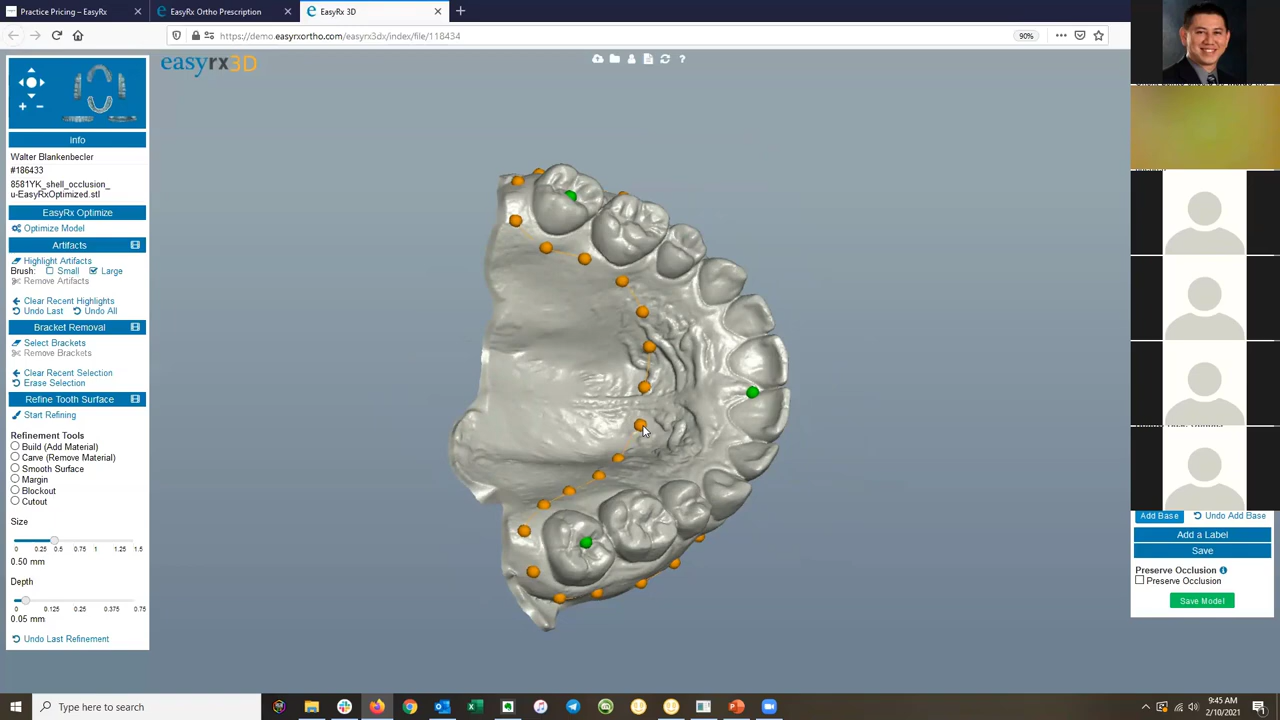 Practice Pricing – EasyRx
EasyRx Ortho Prescription
EasyRx 3D
https://demo.easyrxortho.com/easyrx3dx/index/file/118434
90%
easyrx3D
?
Info
Walter Blankenbecler
#186433
8581YK_shell_occlusion_
u-EasyRxOptimized.stl
EasyRx Optimize
Optimize Model
Artifacts
Highlight Artifacts
Brush: Small Large
Remove Artifacts
Clear Recent Highlights
Undo Last Undo All
Bracket Removal
Select Brackets
Remove Brackets
Clear Recent Selection
Erase Selection
Refine Tooth Surface
Start Refining
Refinement Tools
Build (Add Material)
Carve (Remove Material)
Smooth Surface
Margin
Blockout
Cutout
Size
0 0.25 0.5 .75 1 1.25 1.5
0.50 mm
Depth
0 0.125 0.25 0.375 0.75
0.05 mm
Undo Last Refinement
Add Base Undo Add Base
Add a Label
Save
Preserve Occlusion
Preserve Occlusion
Save Model
Type here to search
9:45 AM
2/10/2021